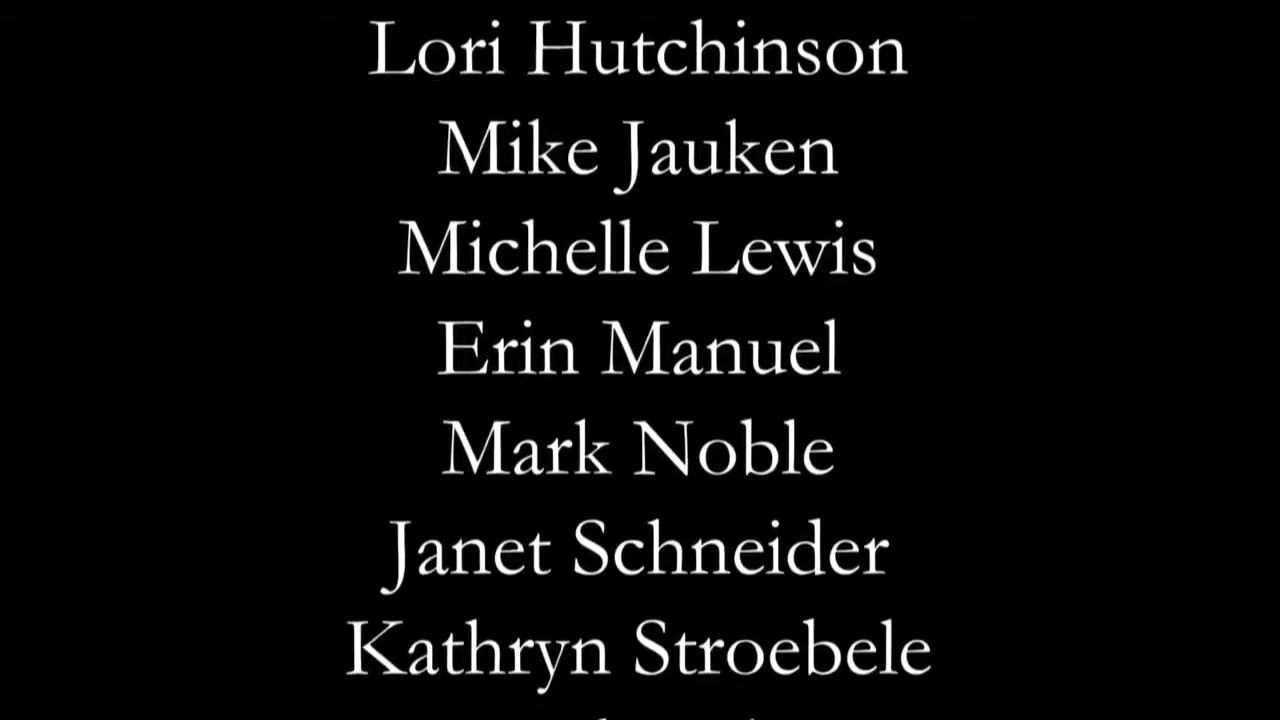 Lori Hutchinson
Mike Jauken
Michelle Lewis
Erin Manuel
Mark Noble
Janet Schneider
Kathryn Stroebele